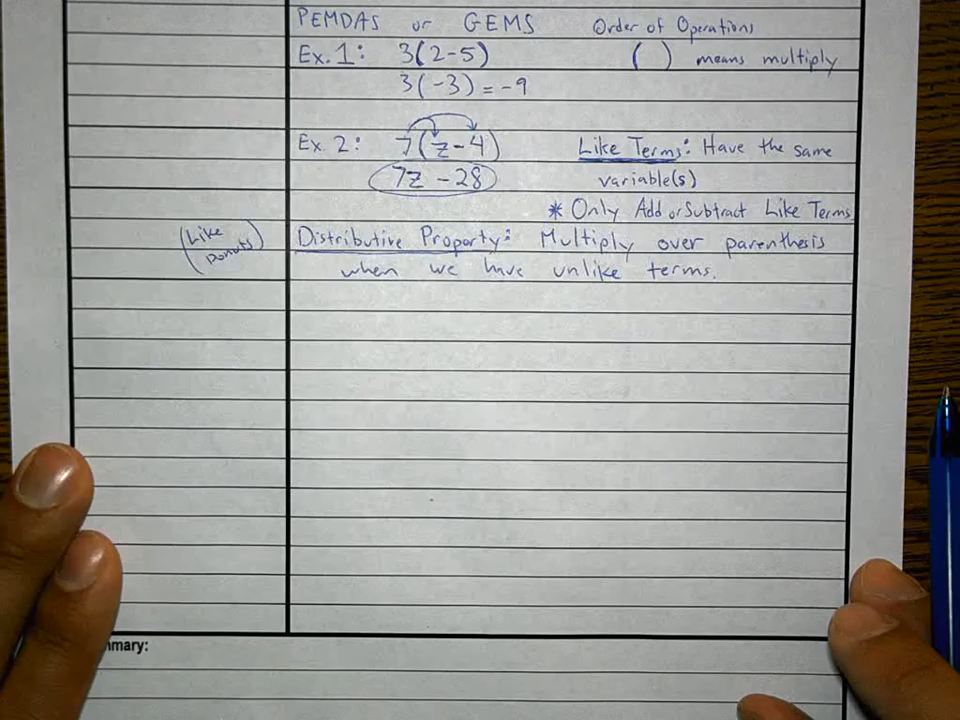 PEMDAS or GEMS Order of Operations
Ex. 1: 3(2-5) ( ) means multiply
3(-3) = -9
Ex. 2: 7(z-4) Like Terms: Have the same
7z - 28 variable(s)
* Only Add or Subtract Like Terms
(Like Donuts)
Distributive Property: Multiply over parenthesis
when we have unlike terms.
mmary: